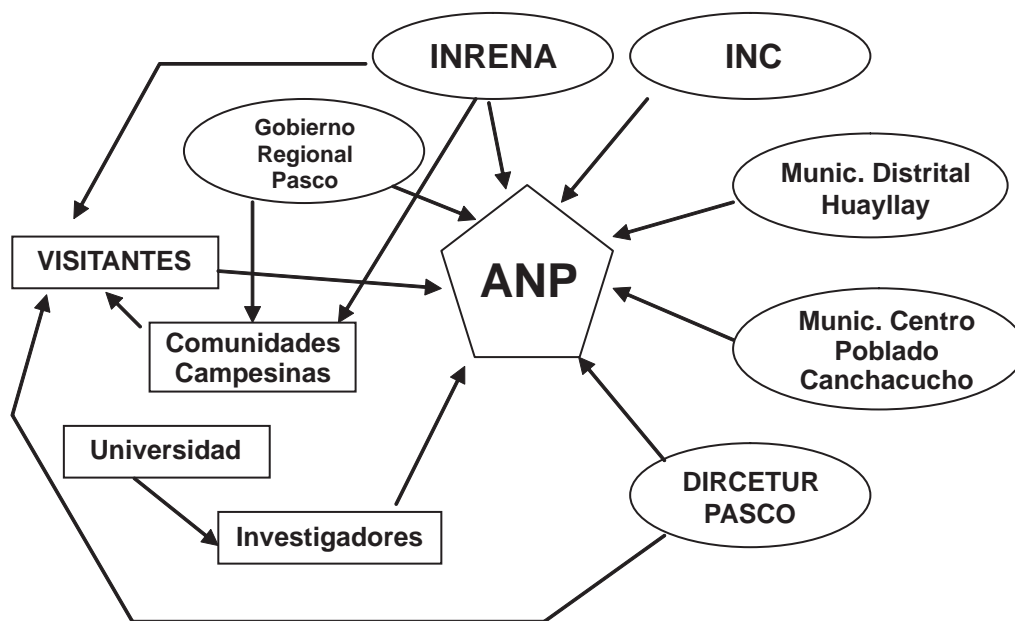 INRENA
INC
Gobierno
Regional
Pasco
Munic. Distrital
Huayllay
VISITANTES
ANP
Comunidades
Campesinas
Munic. Centro
Poblado
Canchacucho
Universidad
Investigadores
DIRCETUR
PASCO